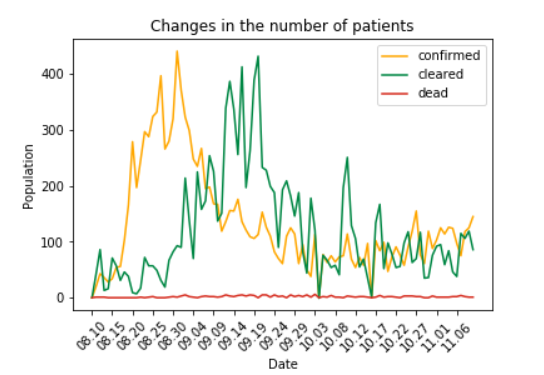 Changes in the number of patients
confirmed
cleared
dead
Population
400
300
200
100
0
08.10 08.15 08.20 08.25 08.30 09.04 09.09 09.14 09.19 09.24 09.29 10.03 10.08 10.12 10.17 10.22 10.27 11.01 11.06
Date